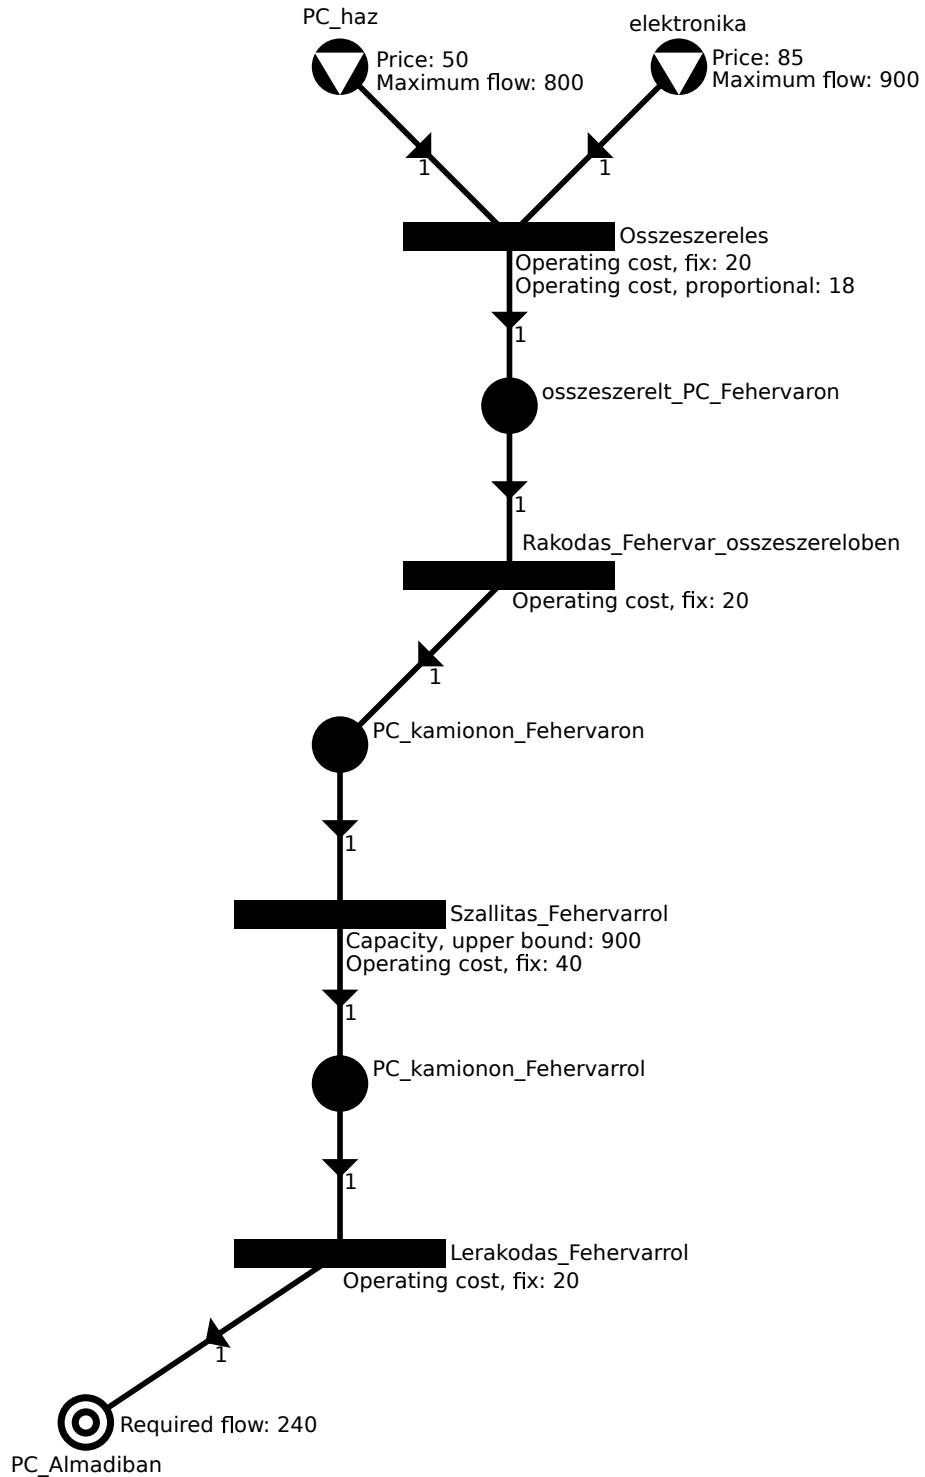 PC_haz
elektronika
Price: 50
Maximum flow: 800
Price: 85
Maximum flow: 900
1
1
Osszeszereles
Operating cost, fix: 20
Operating cost, proportional: 18
1
osszeszerelt_PC_Fehervaron
1
Rakodas_Fehervar_osszeszereloben
Operating cost, fix: 20
1
PC_kamionon_Fehervaron
1
Szallitas_Fehervarrol
Capacity, upper bound: 900
Operating cost, fix: 40
1
PC_kamionon_Fehervarrol
1
Lerakodas_Fehervarrol
Operating cost, fix: 20
1
Required flow: 240
PC_Almadiban